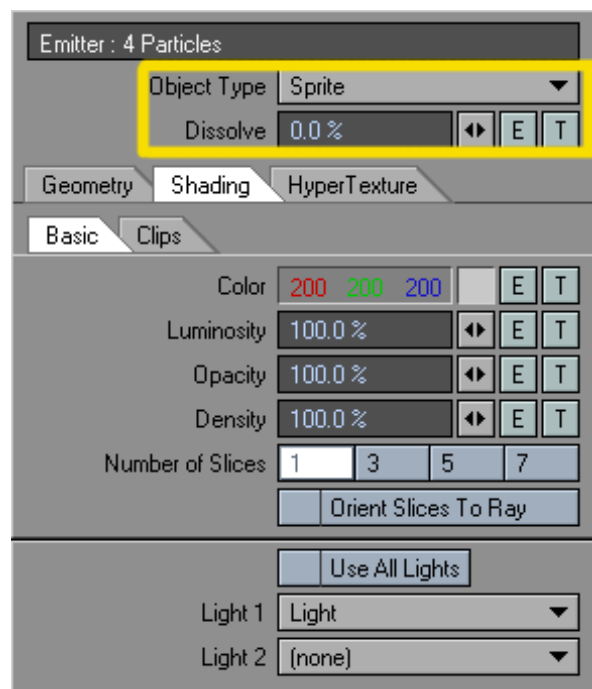 Emitter : 4 Particles
Object Type Sprite
Dissolve 0.0 % E T
Geometry Shading HyperTexture
Basic Clips
Color 200 200 200 E T
Luminosity 100.0 % E T
Opacity 100.0 % E T
Density 100.0 % E T
Number of Slices 1 3 5 7
Orient Slices To Ray
Use All Lights
Light 1 Light
Light 2 (none)